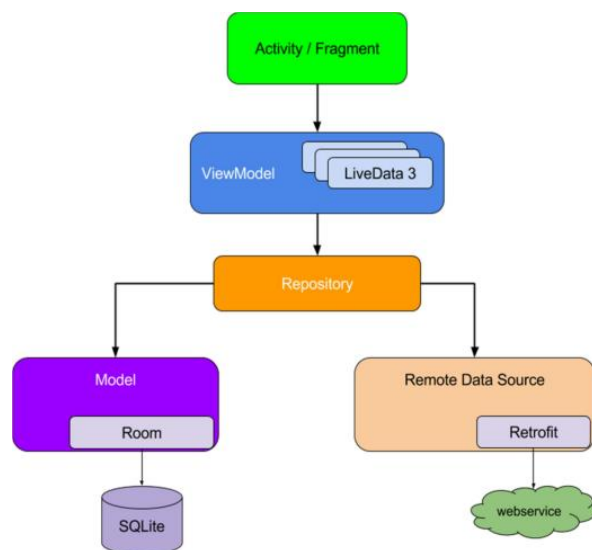 Activity / Fragment
ViewModel
LiveData 3
Repository
Model
Remote Data Source
Room
Retrofit
SQLite
webservice